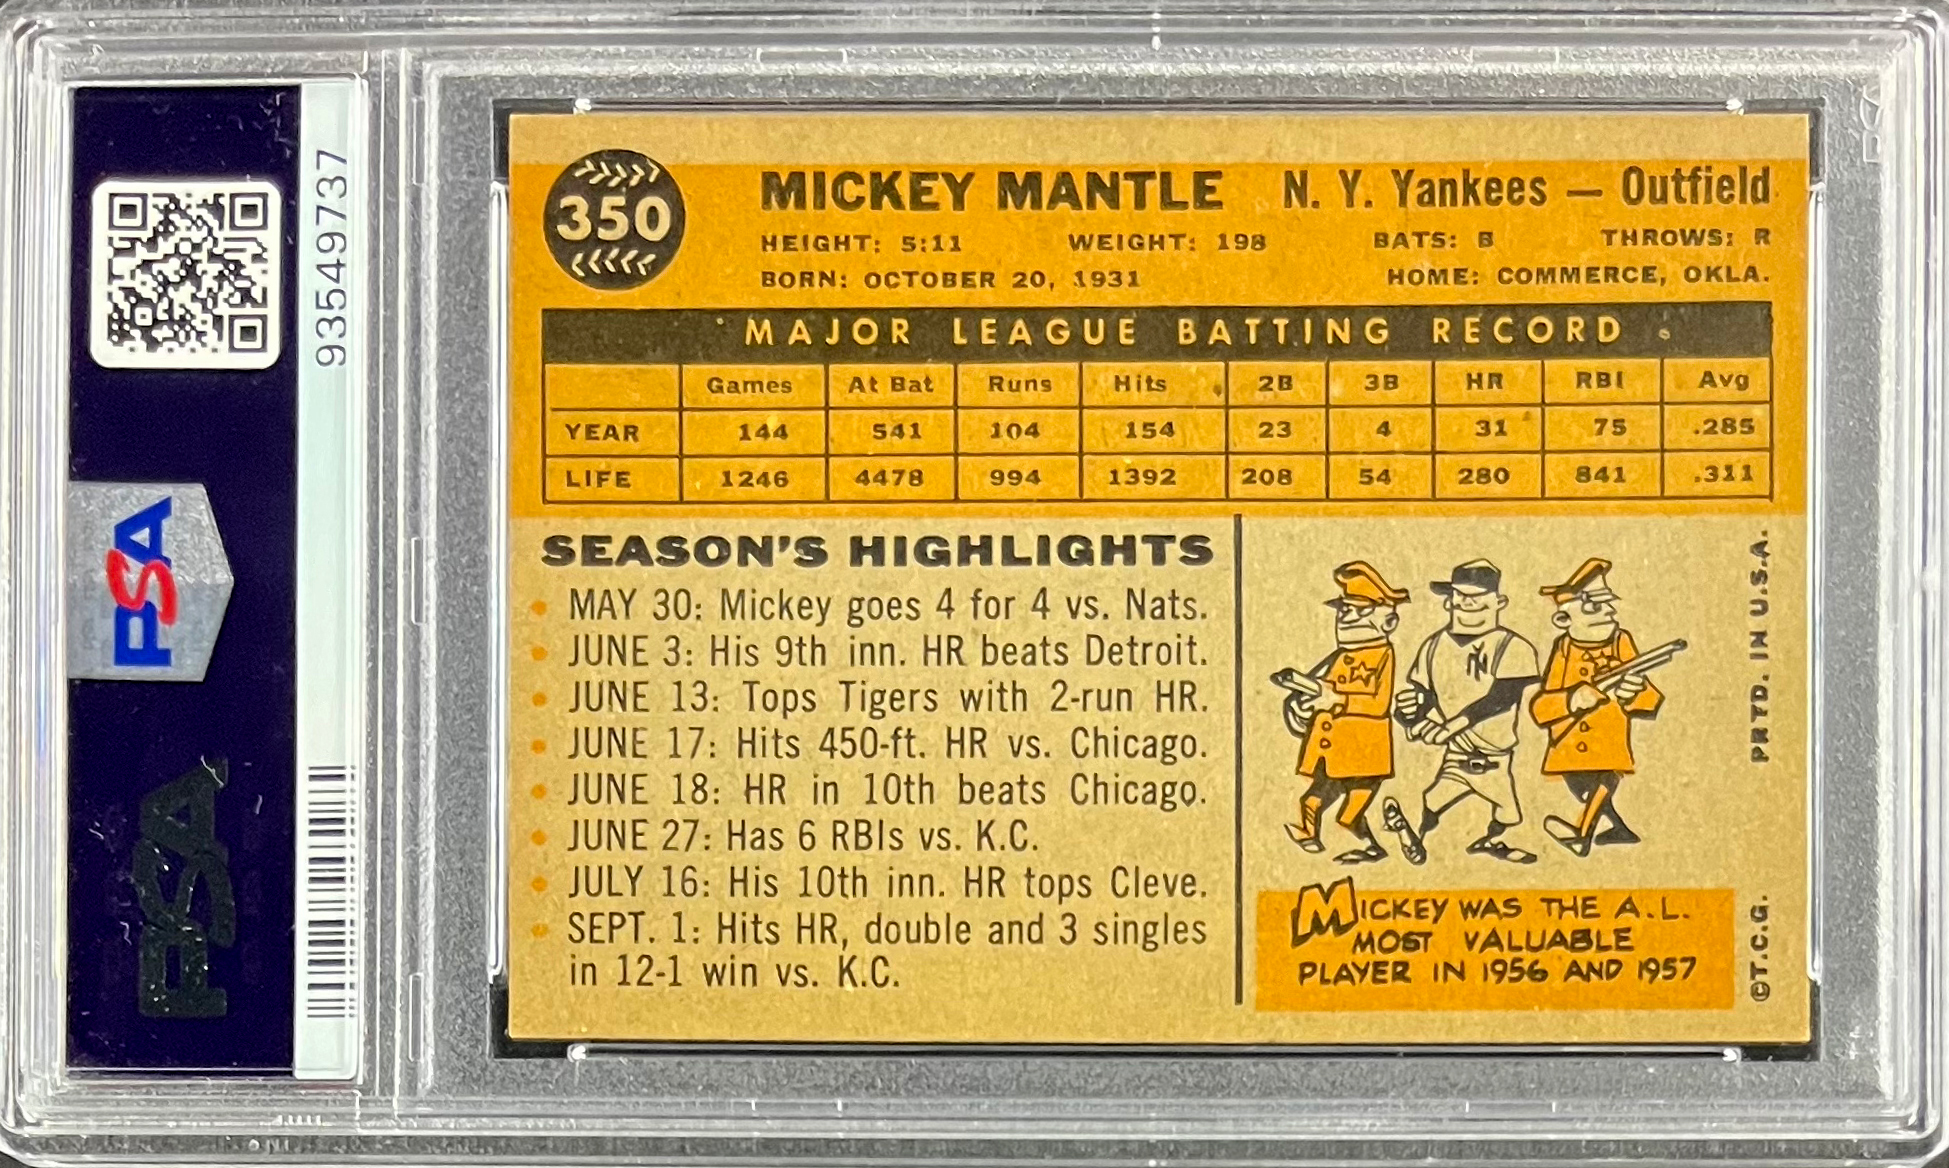 93549737
PSA
PSA
350
MICKEY MANTLE N. Y. Yankees — Outfield
HEIGHT: 5:11 WEIGHT: 198 BATS: B THROWS: R
BORN: OCTOBER 20, 1931 HOME: COMMERCE, OKLA.
MAJOR LEAGUE BATTING RECORD
Games At Bat Runs Hits 2B 3B HR RBI Avg
YEAR 144 541 104 154 23 4 31 75 .285
LIFE 1246 4478 994 1392 208 54 280 841 .311
SEASON'S HIGHLIGHTS
MAY 30: Mickey goes 4 for 4 vs. Nats.
JUNE 3: His 9th inn. HR beats Detroit.
JUNE 13: Tops Tigers with 2-run HR.
JUNE 17: Hits 450-ft. HR vs. Chicago.
JUNE 18: HR in 10th beats Chicago.
JUNE 27: Has 6 RBIs vs. K.C.
JULY 16: His 10th inn. HR tops Cleve.
SEPT. 1: Hits HR, double and 3 singles
in 12-1 win vs. K.C.
NY
MICKEY WAS THE A.L.
MOST VALUABLE
PLAYER IN 1956 AND 1957
©T.C.G. PRTD. IN U.S.A.